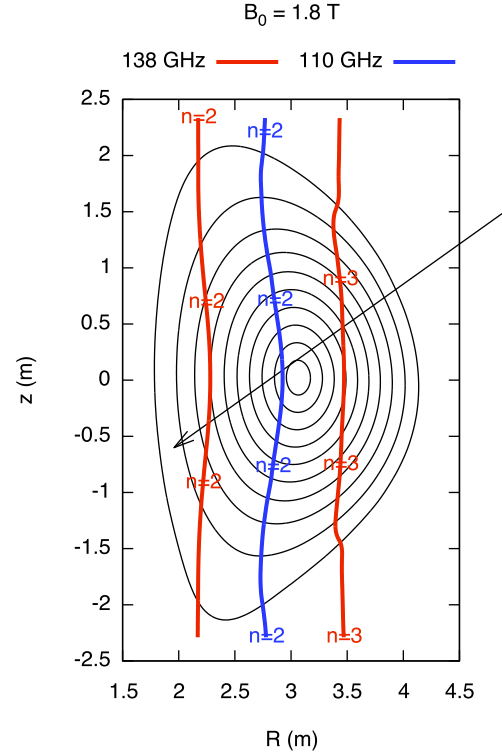 B0 = 1.8 T
138 GHz 110 GHz
2.5
2
1.5
1
0.5
0
-0.5
-1
-1.5
-2
-2.5
z (m)
n=2
n=2
n=3
n=2
n=2
n=2
n=3
n=2
n=2
n=3
1.5 2 2.5 3 3.5 4 4.5
R (m)